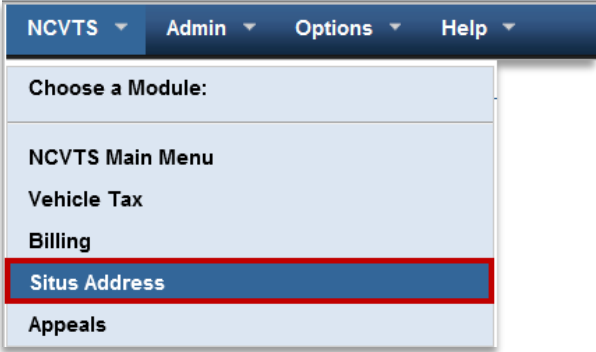 NCVTS Admin Options Help
Choose a Module:
NCVTS Main Menu
Vehicle Tax
Billing
Situs Address
Appeals